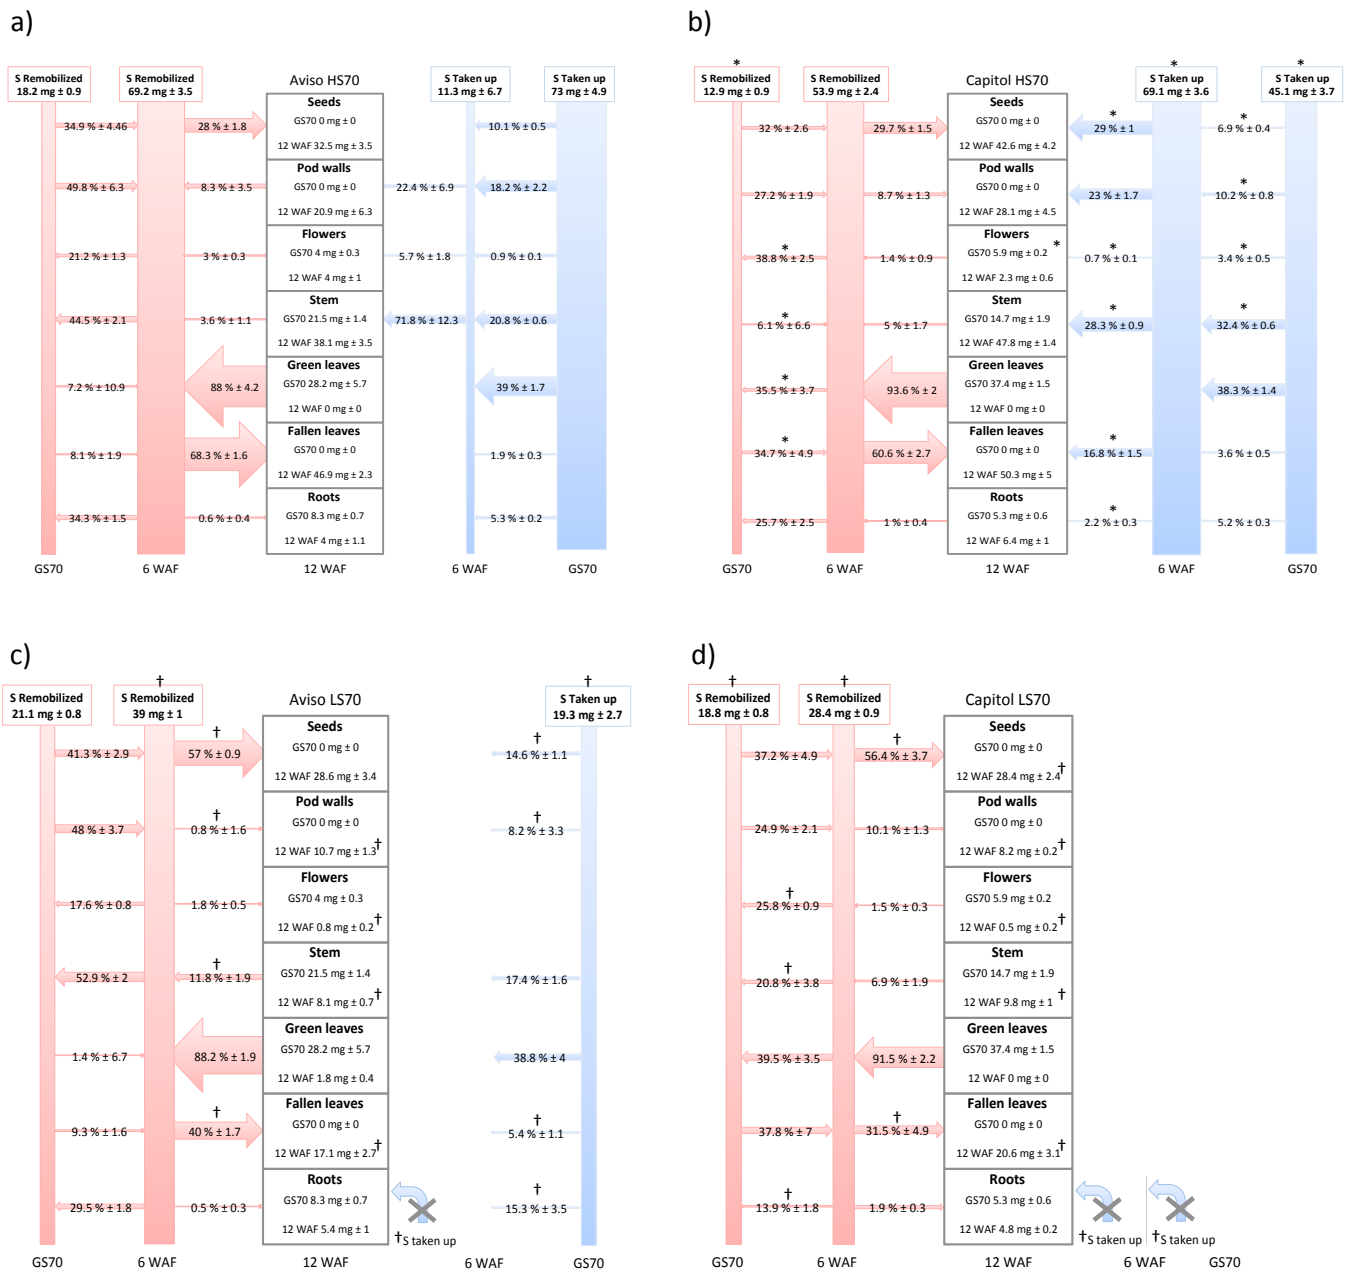 a)
S Remobilized
18.2 mg ± 0.9
S Remobilized
69.2 mg ± 3.5
Aviso HS70
S Taken up
11.3 mg ± 6.7
S Taken up
73 mg ± 4.9
Seeds
GS70 0 mg ± 0
12 WAF 32.5 mg ± 3.5
34.9 % ± 4.46
28 % ± 1.8
10.1 % ± 0.5
Pod walls
GS70 0 mg ± 0
12 WAF 20.9 mg ± 6.3
49.8 % ± 6.3
8.3 % ± 3.5
22.4 % ± 6.9
18.2 % ± 2.2
Flowers
GS70 4 mg ± 0.3
12 WAF 4 mg ± 1
21.2 % ± 1.3
3 % ± 0.3
5.7 % ± 1.8
0.9 % ± 0.1
Stem
GS70 21.5 mg ± 1.4
12 WAF 38.1 mg ± 3.5
44.5 % ± 2.1
3.6 % ± 1.1
71.8 % ± 12.3
20.8 % ± 0.6
Green leaves
GS70 28.2 mg ± 5.7
12 WAF 0 mg ± 0
7.2 % ± 10.9
88 % ± 4.2
39 % ± 1.7
Fallen leaves
GS70 0 mg ± 0
12 WAF 46.9 mg ± 2.3
8.1 % ± 1.9
68.3 % ± 1.6
1.9 % ± 0.3
Roots
GS70 8.3 mg ± 0.7
12 WAF 4 mg ± 1.1
34.3 % ± 1.5
0.6 % ± 0.4
5.3 % ± 0.2
GS70
6 WAF
12 WAF
6 WAF
GS70
b)
*
S Remobilized
12.9 mg ± 0.9
S Remobilized
53.9 mg ± 2.4
Capitol HS70
*
S Taken up
69.1 mg ± 3.6
*
S Taken up
45.1 mg ± 3.7
Seeds
GS70 0 mg ± 0
12 WAF 42.6 mg ± 4.2
32 % ± 2.6
29.7 % ± 1.5
*
29 % ± 1
*
6.9 % ± 0.4
Pod walls
GS70 0 mg ± 0
12 WAF 28.1 mg ± 4.5
27.2 % ± 1.9
8.7 % ± 1.3
23 % ± 1.7
*
10.2 % ± 0.8
Flowers
GS70 5.9 mg ± 0.2 *
12 WAF 2.3 mg ± 0.6
*
38.8 % ± 2.5
1.4 % ± 0.9
*
0.7 % ± 0.1
*
3.4 % ± 0.5
Stem
GS70 14.7 mg ± 1.9
12 WAF 47.8 mg ± 1.4
*
6.1 % ± 6.6
5 % ± 1.7
*
28.3 % ± 0.9
*
32.4 % ± 0.6
Green leaves
GS70 37.4 mg ± 1.5
12 WAF 0 mg ± 0
*
35.5 % ± 3.7
93.6 % ± 2
38.3 % ± 1.4
Fallen leaves
GS70 0 mg ± 0
12 WAF 50.3 mg ± 5
*
34.7 % ± 4.9
60.6 % ± 2.7
*
16.8 % ± 1.5
3.6 % ± 0.5
Roots
GS70 5.3 mg ± 0.6
12 WAF 6.4 mg ± 1
25.7 % ± 2.5
1 % ± 0.4
*
2.2 % ± 0.3
5.2 % ± 0.3
GS70
6 WAF
12 WAF
6 WAF
GS70
c)
S Remobilized
21.1 mg ± 0.8
†
S Remobilized
39 mg ± 1
Aviso LS70
†
S Taken up
19.3 mg ± 2.7
Seeds
GS70 0 mg ± 0
12 WAF 28.6 mg ± 3.4
41.3 % ± 2.9
†
57 % ± 0.9
†
14.6 % ± 1.1
Pod walls
GS70 0 mg ± 0
12 WAF 10.7 mg ± 1.3†
48 % ± 3.7
†
0.8 % ± 1.6
†
8.2 % ± 3.3
Flowers
GS70 4 mg ± 0.3
12 WAF 0.8 mg ± 0.2†
17.6 % ± 0.8
1.8 % ± 0.5
Stem
GS70 21.5 mg ± 1.4
12 WAF 8.1 mg ± 0.7†
52.9 % ± 2
†
11.8 % ± 1.9
17.4 % ± 1.6
Green leaves
GS70 28.2 mg ± 5.7
12 WAF 1.8 mg ± 0.4
1.4 % ± 6.7
88.2 % ± 1.9
38.8 % ± 4
Fallen leaves
GS70 0 mg ± 0
12 WAF 17.1 mg ± 2.7†
9.3 % ± 1.6
†
40 % ± 1.7
†
5.4 % ± 1.1
Roots
GS70 8.3 mg ± 0.7
12 WAF 5.4 mg ± 1
29.5 % ± 1.8
0.5 % ± 0.3
†
15.3 % ± 3.5
†S taken up
GS70
6 WAF
12 WAF
6 WAF
GS70
d)
†
S Remobilized
18.8 mg ± 0.8
†
S Remobilized
28.4 mg ± 0.9
Capitol LS70
Seeds
GS70 0 mg ± 0
12 WAF 28.4 mg ± 2.4†
37.2 % ± 4.9
†
56.4 % ± 3.7
Pod walls
GS70 0 mg ± 0
12 WAF 8.2 mg ± 0.2†
24.9 % ± 2.1
10.1 % ± 1.3
Flowers
GS70 5.9 mg ± 0.2
12 WAF 0.5 mg ± 0.2†
†
25.8 % ± 0.9
1.5 % ± 0.3
Stem
GS70 14.7 mg ± 1.9
12 WAF 9.8 mg ± 1†
†
20.8 % ± 3.8
6.9 % ± 1.9
Green leaves
GS70 37.4 mg ± 1.5
12 WAF 0 mg ± 0
39.5 % ± 3.5
91.5 % ± 2.2
Fallen leaves
GS70 0 mg ± 0
12 WAF 20.6 mg ± 3.1†
37.8 % ± 7
†
31.5 % ± 4.9
Roots
GS70 5.3 mg ± 0.6
12 WAF 4.8 mg ± 0.2
†
13.9 % ± 1.8
1.9 % ± 0.3
†S taken up
†S taken up
GS70
6 WAF
12 WAF
6 WAF
GS70